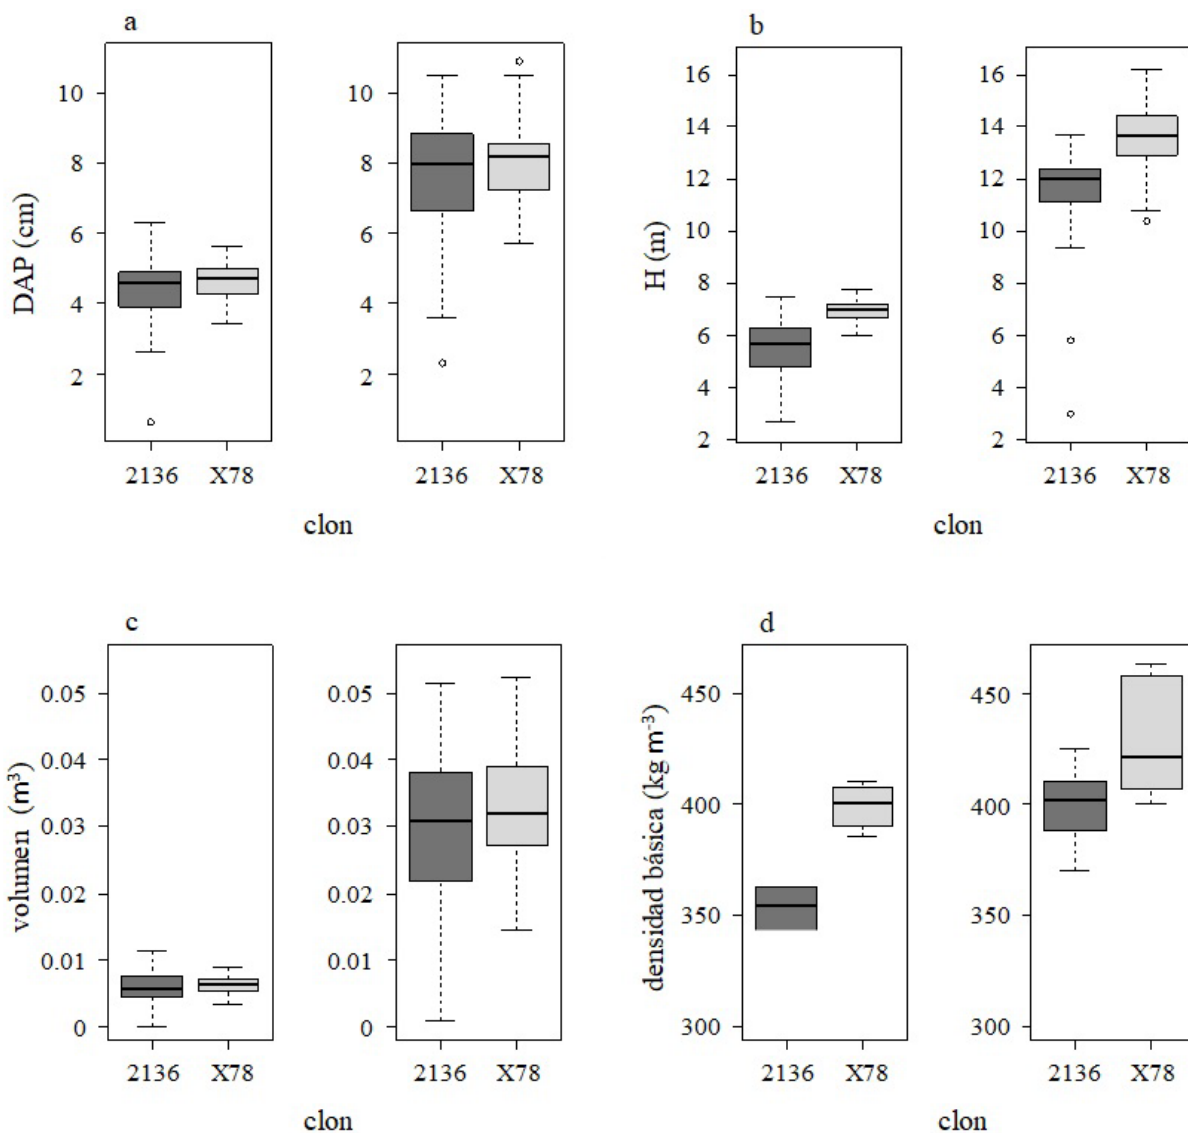 a
b
10
8
6
4
2
DAP (cm)
2136 X78
10
8
6
4
2
2136 X78
clon
16
14
12
10
8
6
4
2
H (m)
2136 X78
16
14
12
10
8
6
4
2
2136 X78
clon
c
d
0.05
0.04
0.03
0.02
0.01
0
volumen (m³)
2136 X78
0.05
0.04
0.03
0.02
0.01
0
2136 X78
clon
450
400
350
300
densidad básica (kg m⁻³)
2136 X78
450
400
350
300
2136 X78
clon